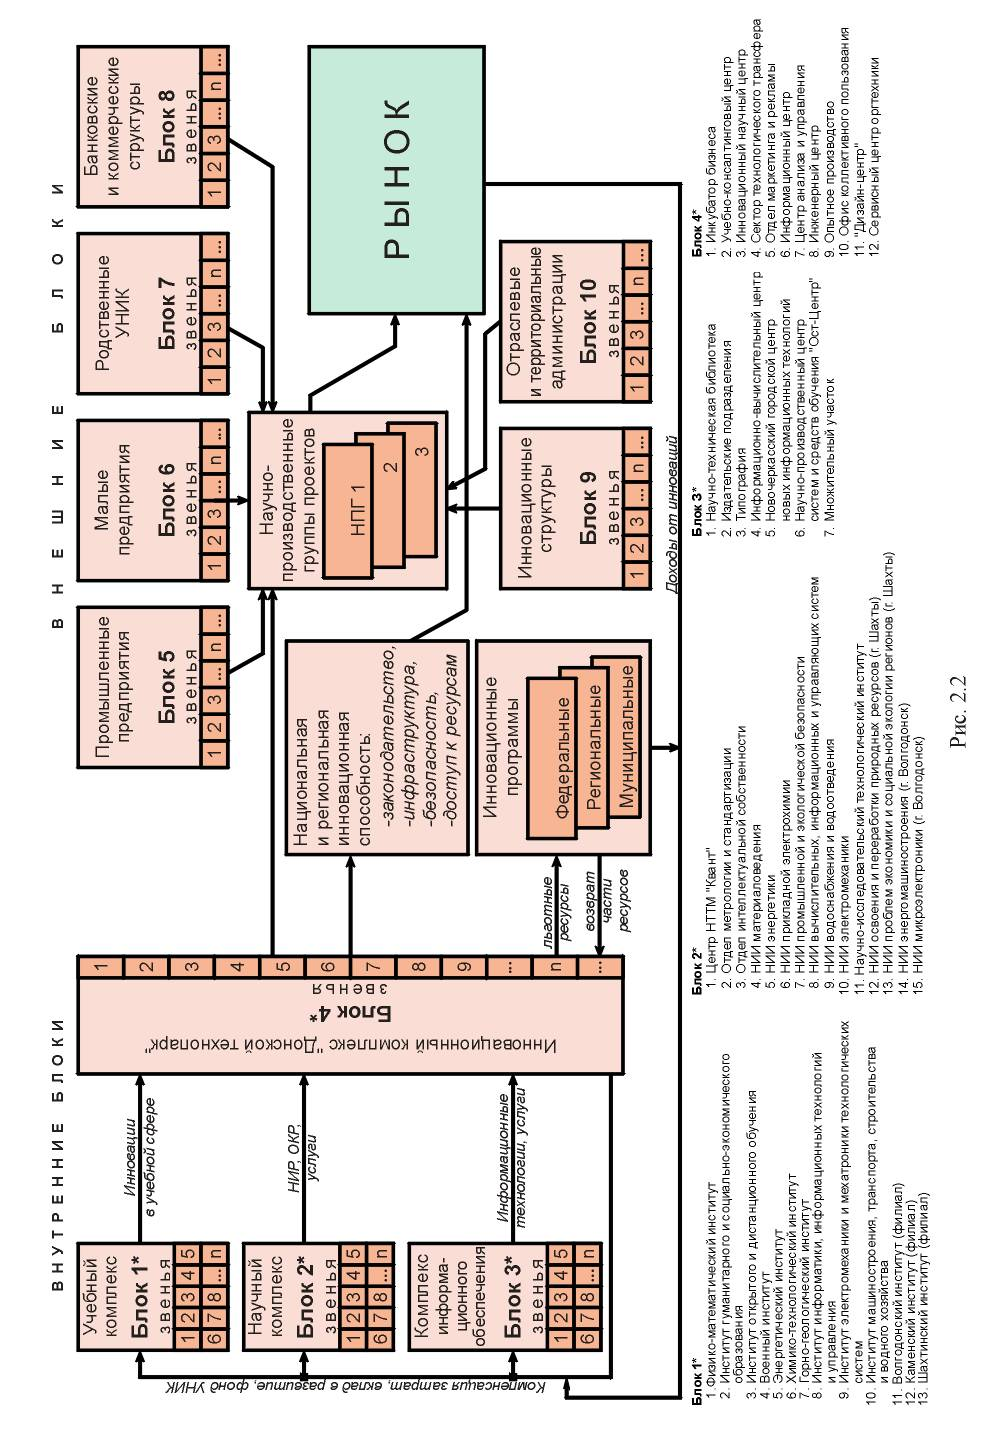 ВНУТРЕННИЕ БЛОКИ
ВНЕШНИЕ БЛОКИ
Учебный
комплекс
Блок 1*
звенья
1 2 3 4 5
6 7 8 ... n
Научный
комплекс
Блок 2*
звенья
1 2 3 4 5
6 7 8 ... n
Комплекс
информа-
ционного
обеспечения
Блок 3*
звенья
1 2 3 4 5
6 7 8 ... n
Компенсация затрат, вклад в развитие, фонд УНИК
Инновации
в учебной сфере
НИР, ОКР,
услуги
Информационные
технологии, услуги
Инновационный комплекс "Донской технопарк"
Блок 4*
звенья
1
2
3
4
5
6
7
8
9
...
n
...
льготные
ресурсы
возврат
части
ресурсов
Национальная
и региональная
инновационная
способность:
-законодательство,
-инфраструктура,
-безопасность,
-доступ к ресурсам
Инновационные
программы
Федеральные
Региональные
Муниципальные
Промышленные
предприятия
Блок 5
звенья
1 2 3 ... n ...
Малые
предприятия
Блок 6
звенья
1 2 3 ... n ...
Родственные
УНИК
Блок 7
звенья
1 2 3 ... n ...
Банковские
и коммерческие
структуры
Блок 8
звенья
1 2 3 ... n ...
Научно-
производственные
группы проектов
НПГ 1
2
3
РЫНОК
Инновационные
структуры
Блок 9
звенья
1 2 3 ... n ...
Отраслевые
и территориальные
администрации
Блок 10
звенья
1 2 3 ... n ...
Доходы от инноваций
Блок 1*
1. Физико-математический институт
2. Институт гуманитарного и социально-экономического
образования
3. Институт открытого и дистанционного обучения
4. Военный институт
5. Энергетический институт
6. Химико-технологический институт
7. Горно-геологический институт
8. Институт информатики, информационных технологий
и управления
9. Институт электромеханики и мехатроники технологических
систем
10. Институт машиностроения, транспорта, строительства
и водного хозяйства
11. Волгодонский институт (филиал)
12. Каменский институт (филиал)
13. Шахтинский институт (филиал)
Блок 2*
1. Центр НТТМ "Квант"
2. Отдел метрологии и стандартизации
3. Отдел интеллектуальной собственности
4. НИИ материаловедения
5. НИИ энергетики
6. НИИ прикладной электрохимии
7. НИИ промышленной и экологической безопасности
8. НИИ вычислительных, информационных и управляющих систем
9. НИИ водоснабжения и водоотведения
10. НИИ электромеханики
11. Научно-исследовательский технологический институт
12. НИИ освоения и переработки природных ресурсов (г. Шахты)
13. НИИ проблем экономики и социальной экологии регионов (г. Шахты)
14. НИИ энергомашиностроения (г. Волгодонск)
15. НИИ микроэлектроники (г. Волгодонск)
Блок 3*
1. Научно-техническая библиотека
2. Издательские подразделения
3. Типография
4. Информационно-вычислительный центр
5. Новочеркасский городской центр
новых информационных технологий
6. Научно-производственный центр
систем и средств обучения "Ост-Центр"
7. Множительный участок
Блок 4*
1. Инкубатор бизнеса
2. Учебно-консалтинговый центр
3. Инновационный научный центр
4. Сектор технологического трансфера
5. Отдел маркетинга и рекламы
6. Информационный центр
7. Центр анализа и управления
8 Инженерный центр
9. Опытное производство
10. Офис коллективного пользования
11. "Дизайн-центр"
12. Сервисный центр оргтехники
Рис. 2.2